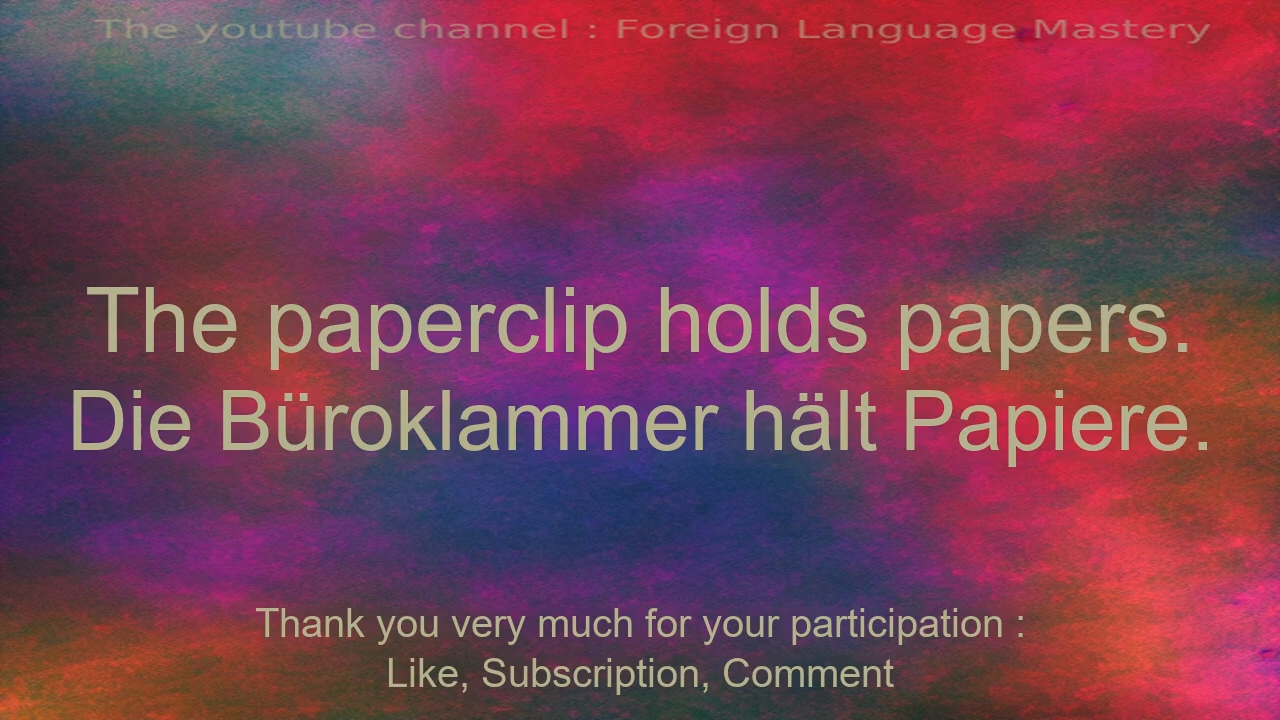 The youtube channel : Foreign Language Mastery
The paperclip holds papers.
Die Büroklammer hält Papiere.
Thank you very much for your participation :
Like, Subscription, Comment